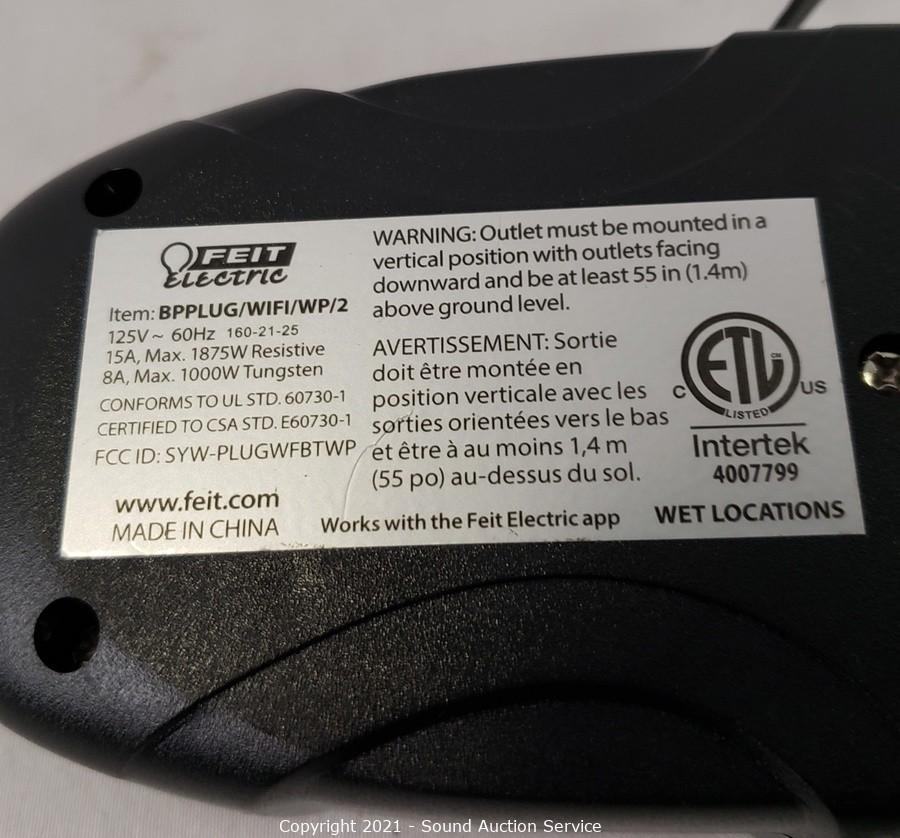 FEIT
Electric
Item: BPPLUG/WIFI/WP/2
125V ~ 60Hz 160-21-25
15A, Max. 1875W Resistive
8A, Max. 1000W Tungsten
CONFORMS TO UL STD. 60730-1
CERTIFIED TO CSA STD. E60730-1
FCC ID: SYW-PLUGWFBTWP
www.feit.com
MADE IN CHINA
WARNING: Outlet must be mounted in a
vertical position with outlets facing
downward and be at least 55 in (1.4m)
above ground level.
AVERTISSEMENT: Sortie
doit être montée en
position verticale avec les
sorties orientées vers le bas
et être à au moins 1,4 m
(55 po) au-dessus du sol.
Works with the Feit Electric app
ETL CM
C US
LISTED
Intertek
4007799
WET LOCATIONS
Copyright 2021 - Sound Auction Service